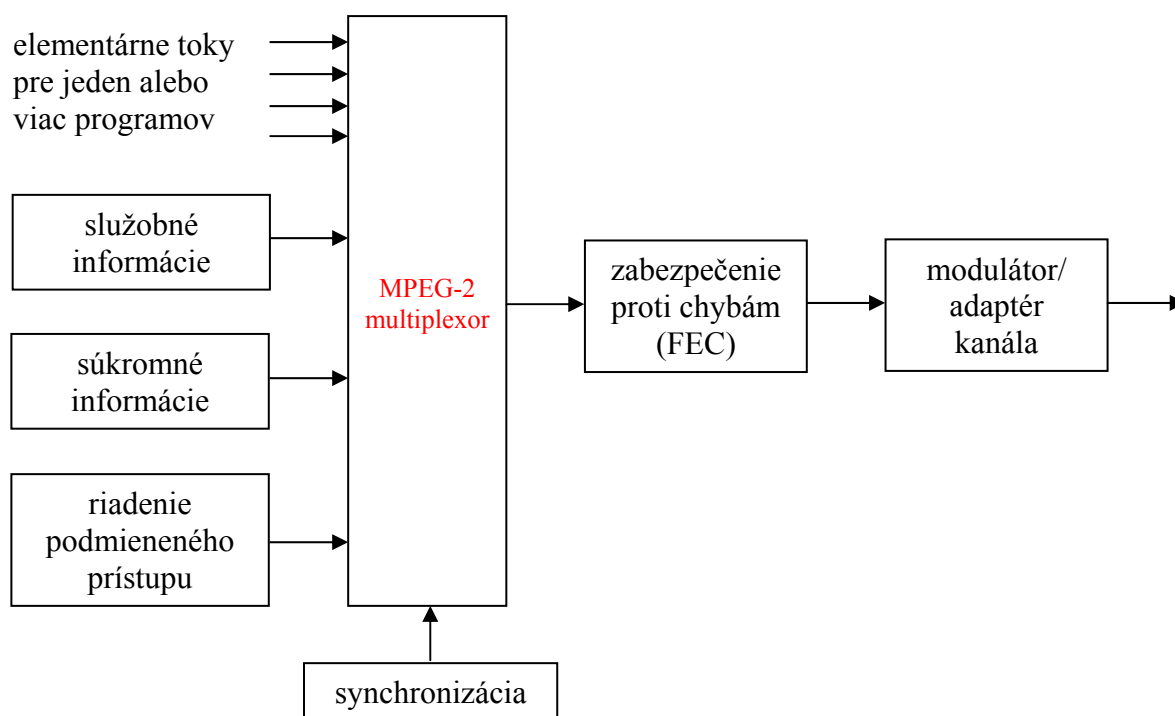 elementárne toky
pre jeden alebo
viac programov
služobné
informácie
súkromné
informácie
riadenie
podmieneného
prístupu
MPEG-2
multiplexor
synchronizácia
zabezpečenie
proti chybám
(FEC)
modulátor/
adaptér
kanála